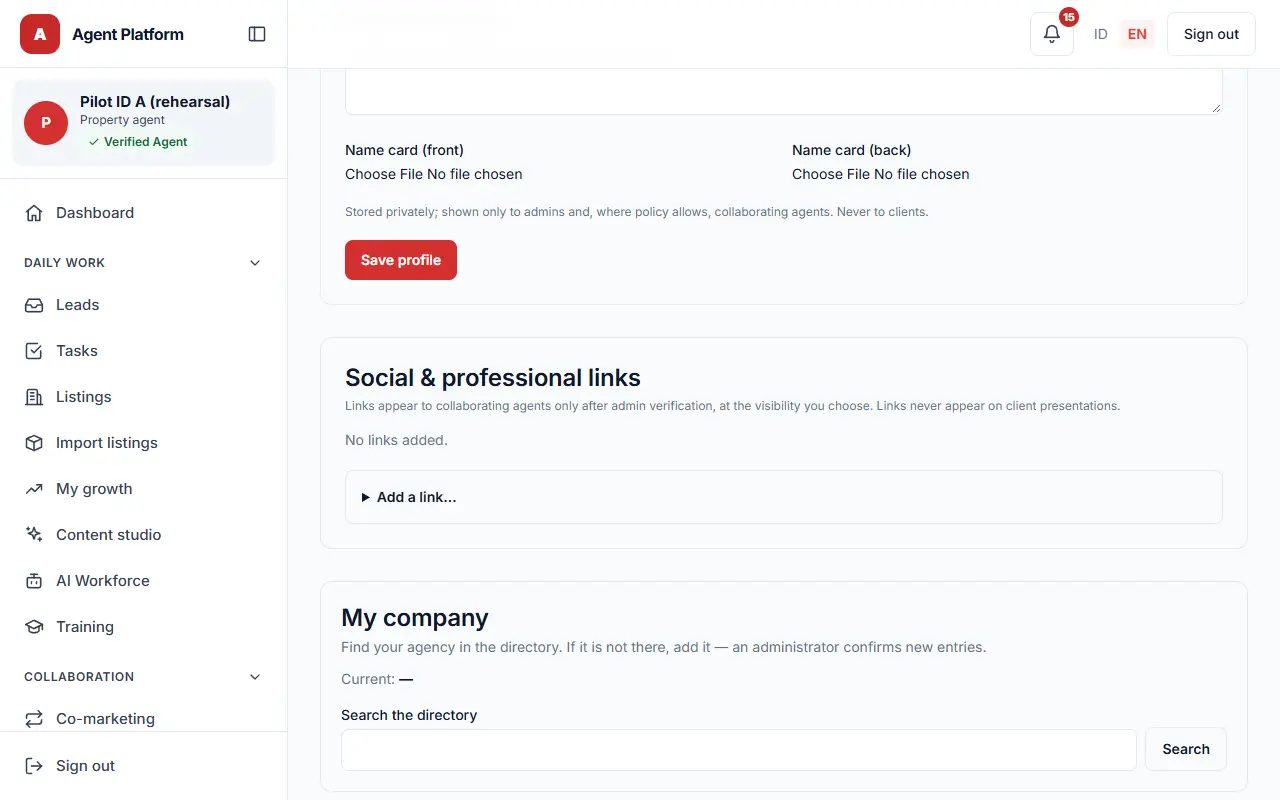 A Agent Platform
15
ID EN Sign out
P
Pilot ID A (rehearsal)
Property agent
Verified Agent
Dashboard
DAILY WORK
Leads
Tasks
Listings
Import listings
My growth
Content studio
AI Workforce
Training
COLLABORATION
Co-marketing
Sign out
Name card (front)
Choose File No file chosen
Name card (back)
Choose File No file chosen
Stored privately; shown only to admins and, where policy allows, collaborating agents. Never to clients.
Save profile
Social & professional links
Links appear to collaborating agents only after admin verification, at the visibility you choose. Links never appear on client presentations.
No links added.
Add a link...
My company
Find your agency in the directory. If it is not there, add it — an administrator confirms new entries.
Current: —
Search the directory
Search